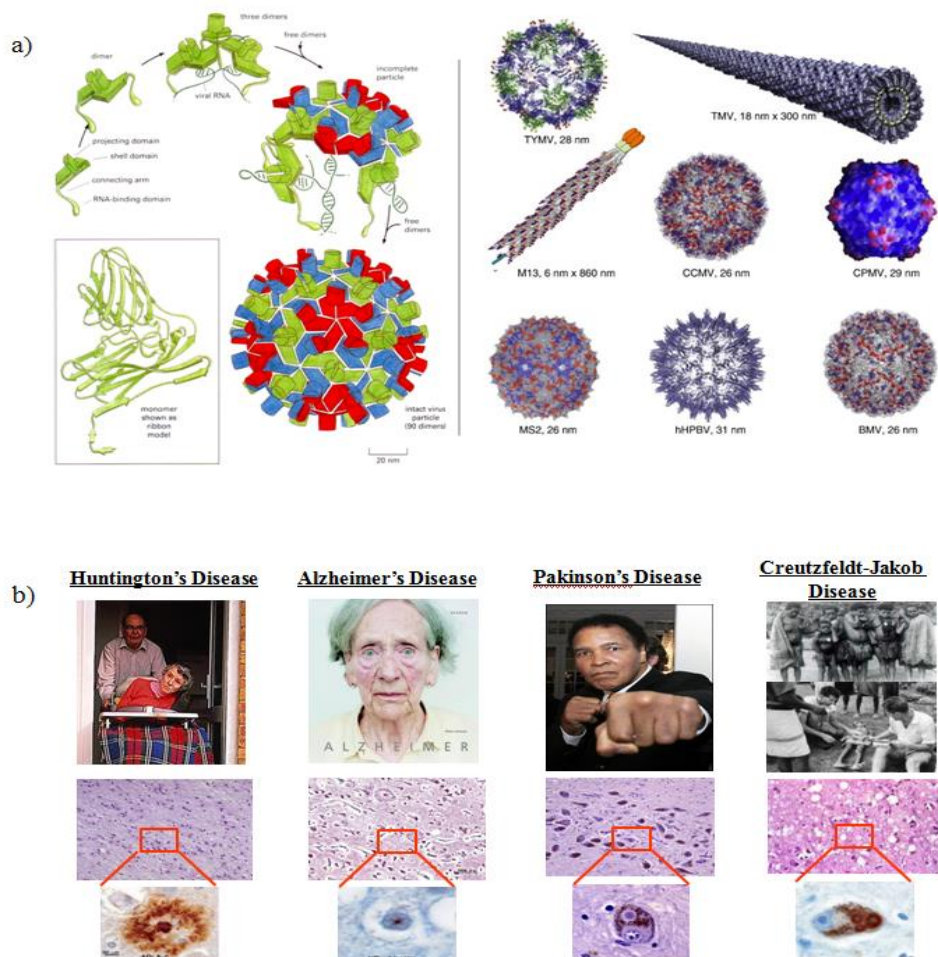 a)
three dimers
free dimers
dimer
viral RNA
incomplete
particle
projecting domain
shell domain
connecting arm
RNA-binding domain
free
dimers
monomer
shown as
ribbon
model
intact virus
particle
(90 dimers)
20 nm
TYMV, 28 nm
TMV, 18 nm x 300 nm
M13, 6 nm x 860 nm
CCMV, 26 nm
CPMV, 29 nm
MS2, 26 nm
hHPBV, 31 nm
BMV, 26 nm
b)
Huntington's Disease
Alzheimer's Disease
Pakinson's Disease
Creutzfeldt-Jakob
Disease
ALZHEIMER